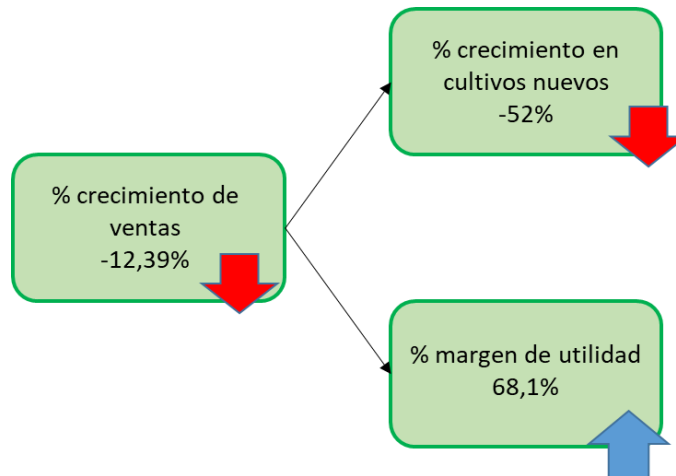 % crecimiento en
cultivos nuevos
-52%
% crecimiento de
ventas
-12,39%
% margen de utilidad
68,1%